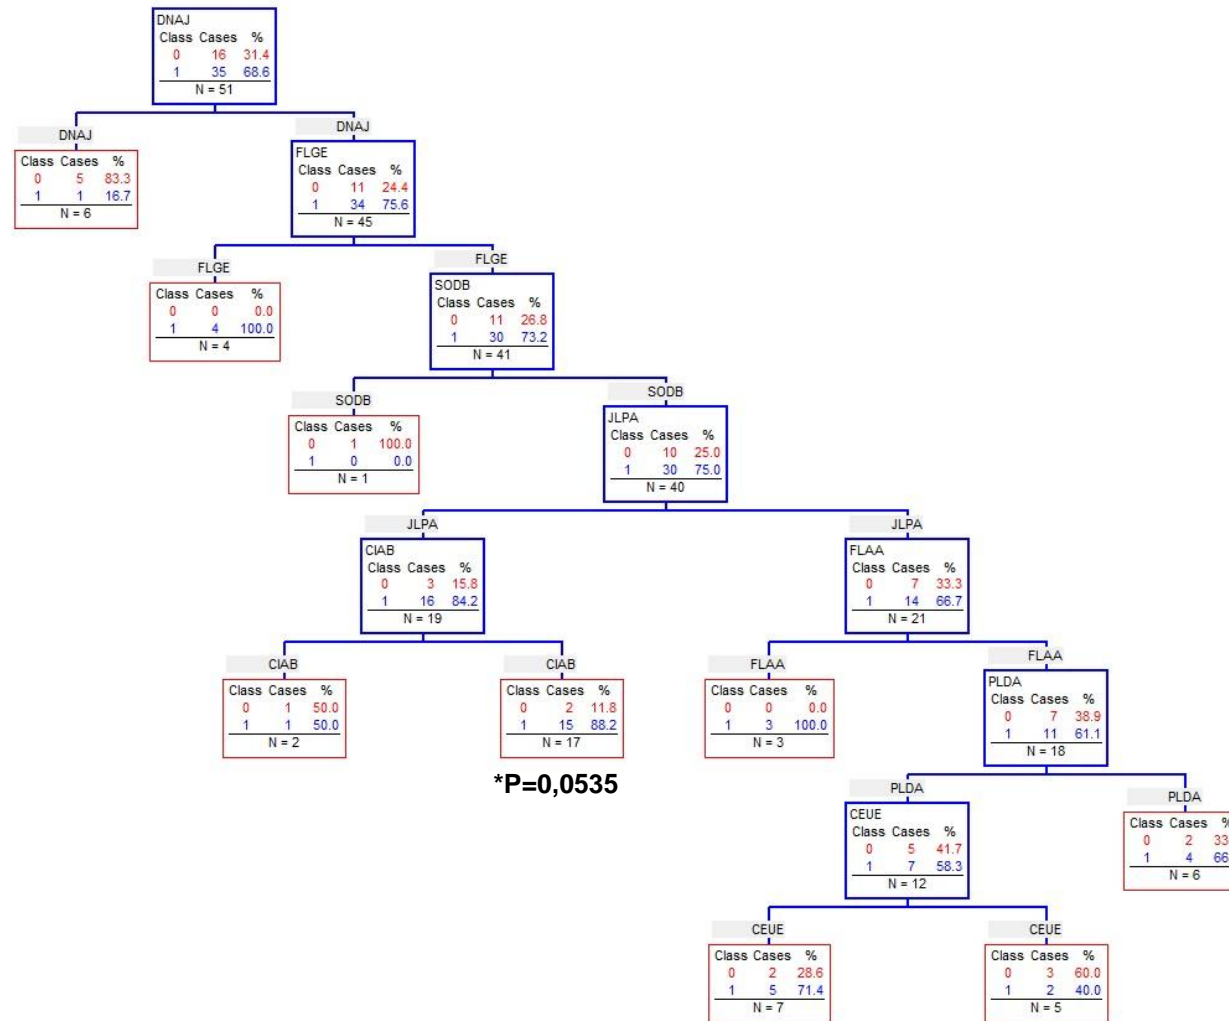 DNAJ
Class Cases %
0 16 31.4
1 35 68.6
N = 51
DNAJ
Class Cases %
0 5 83.3
1 1 16.7
N = 6
DNAJ
FLGE
Class Cases %
0 11 24.4
1 34 75.6
N = 45
FLGE
Class Cases %
0 0 0.0
1 4 100.0
N = 4
FLGE
SODB
Class Cases %
0 11 26.8
1 30 73.2
N = 41
SODB
Class Cases %
0 1 100.0
1 0 0.0
N = 1
SODB
JLPA
Class Cases %
0 10 25.0
1 30 75.0
N = 40
JLPA
CIAB
Class Cases %
0 3 15.8
1 16 84.2
N = 19
JLPA
FLAA
Class Cases %
0 7 33.3
1 14 66.7
N = 21
CIAB
Class Cases %
0 1 50.0
1 1 50.0
N = 2
CIAB
Class Cases %
0 2 11.8
1 15 88.2
N = 17
*P=0,0535
FLAA
Class Cases %
0 0 0.0
1 3 100.0
N = 3
FLAA
PLDA
Class Cases %
0 7 38.9
1 11 61.1
N = 18
PLDA
CEUE
Class Cases %
0 5 41.7
1 7 58.3
N = 12
PLDA
Class Cases %
0 2 33
1 4 66
N = 6
CEUE
Class Cases %
0 2 28.6
1 5 71.4
N = 7
CEUE
Class Cases %
0 3 60.0
1 2 40.0
N = 5